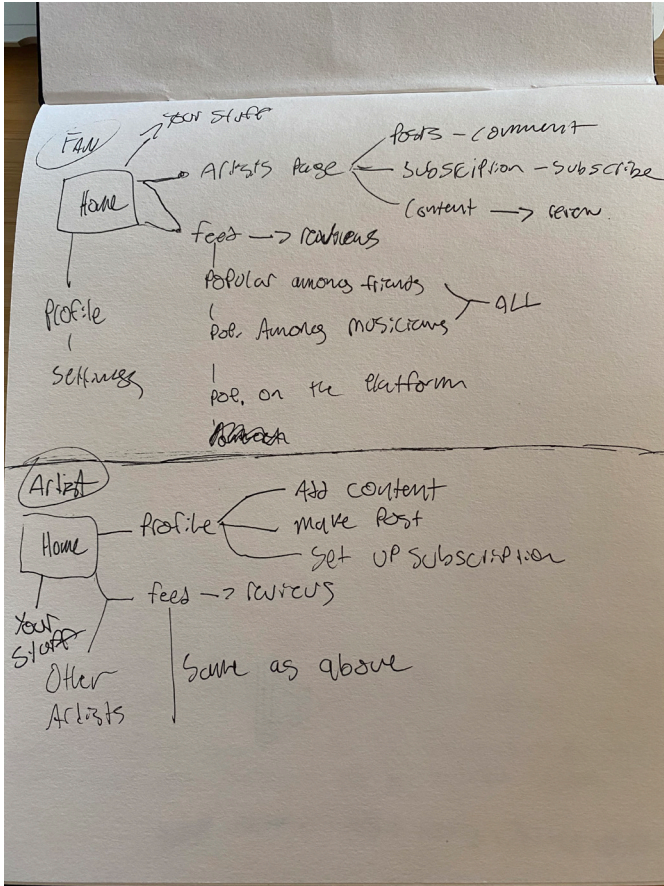 FAN
Your Stuff
Home
Artists Page
Posts - Comment
Subsciption - Subscribe
Content → review
feed → reviews
Popular among friends
Pop. Among Musicians
ALL
Pop. on the Platform
Profile
Settings
Artist
Home
Profile
Add content
Make Post
Set up Subscription
feed → reviews
Your Stuff
Other Artists
Same as above